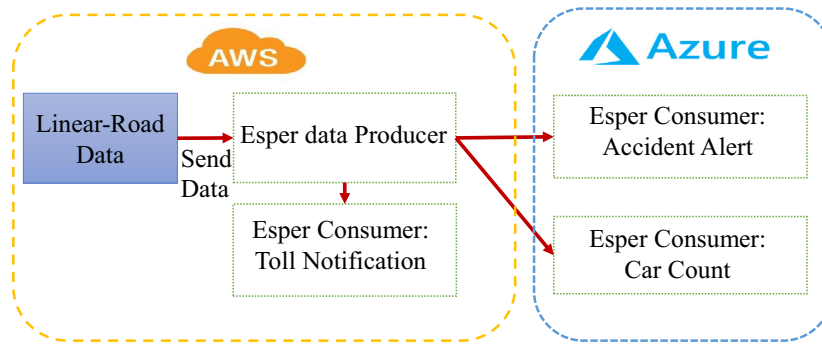 AWS
Azure
Linear-Road
Data
Send
Data
Esper data Producer
Esper Consumer:
Toll Notification
Esper Consumer:
Accident Alert
Esper Consumer:
Car Count